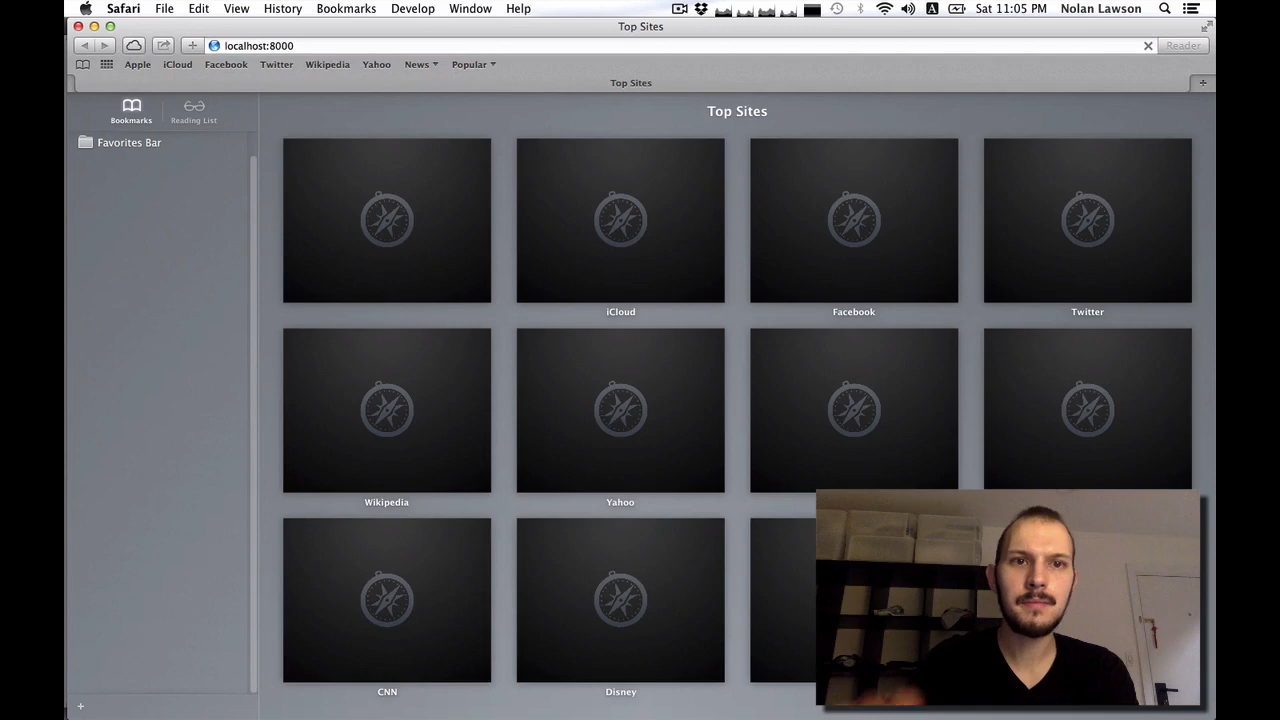 Safari File Edit View History Bookmarks Develop Window Help A Sat 11:05 PM Nolan Lawson
Top Sites
localhost:8000 Reader
Apple iCloud Facebook Twitter Wikipedia Yahoo News Popular
Top Sites
Bookmarks Reading List
Favorites Bar
Top Sites
iCloud Facebook Twitter
Wikipedia Yahoo
CNN Disney